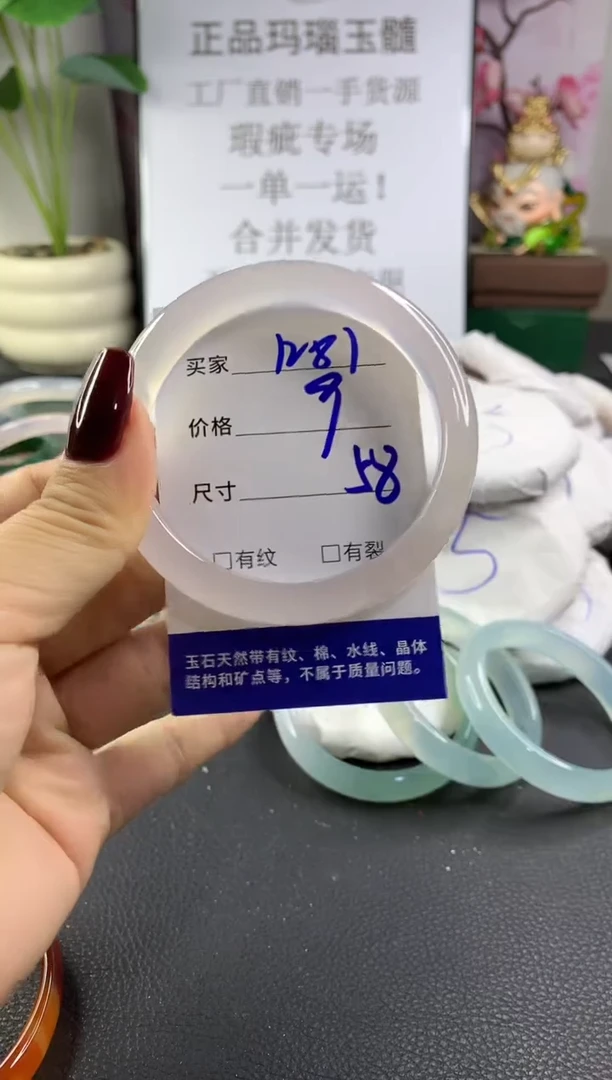 正品玛瑙玉髓
工厂直销一手货源
瑕疵专场
一单一运！
合并发货
买家 1281
价格 9
尺寸 58
□有纹 □有裂
玉石天然带有纹、棉、水线、晶体
结构和矿点等，不属于质量问题。
5